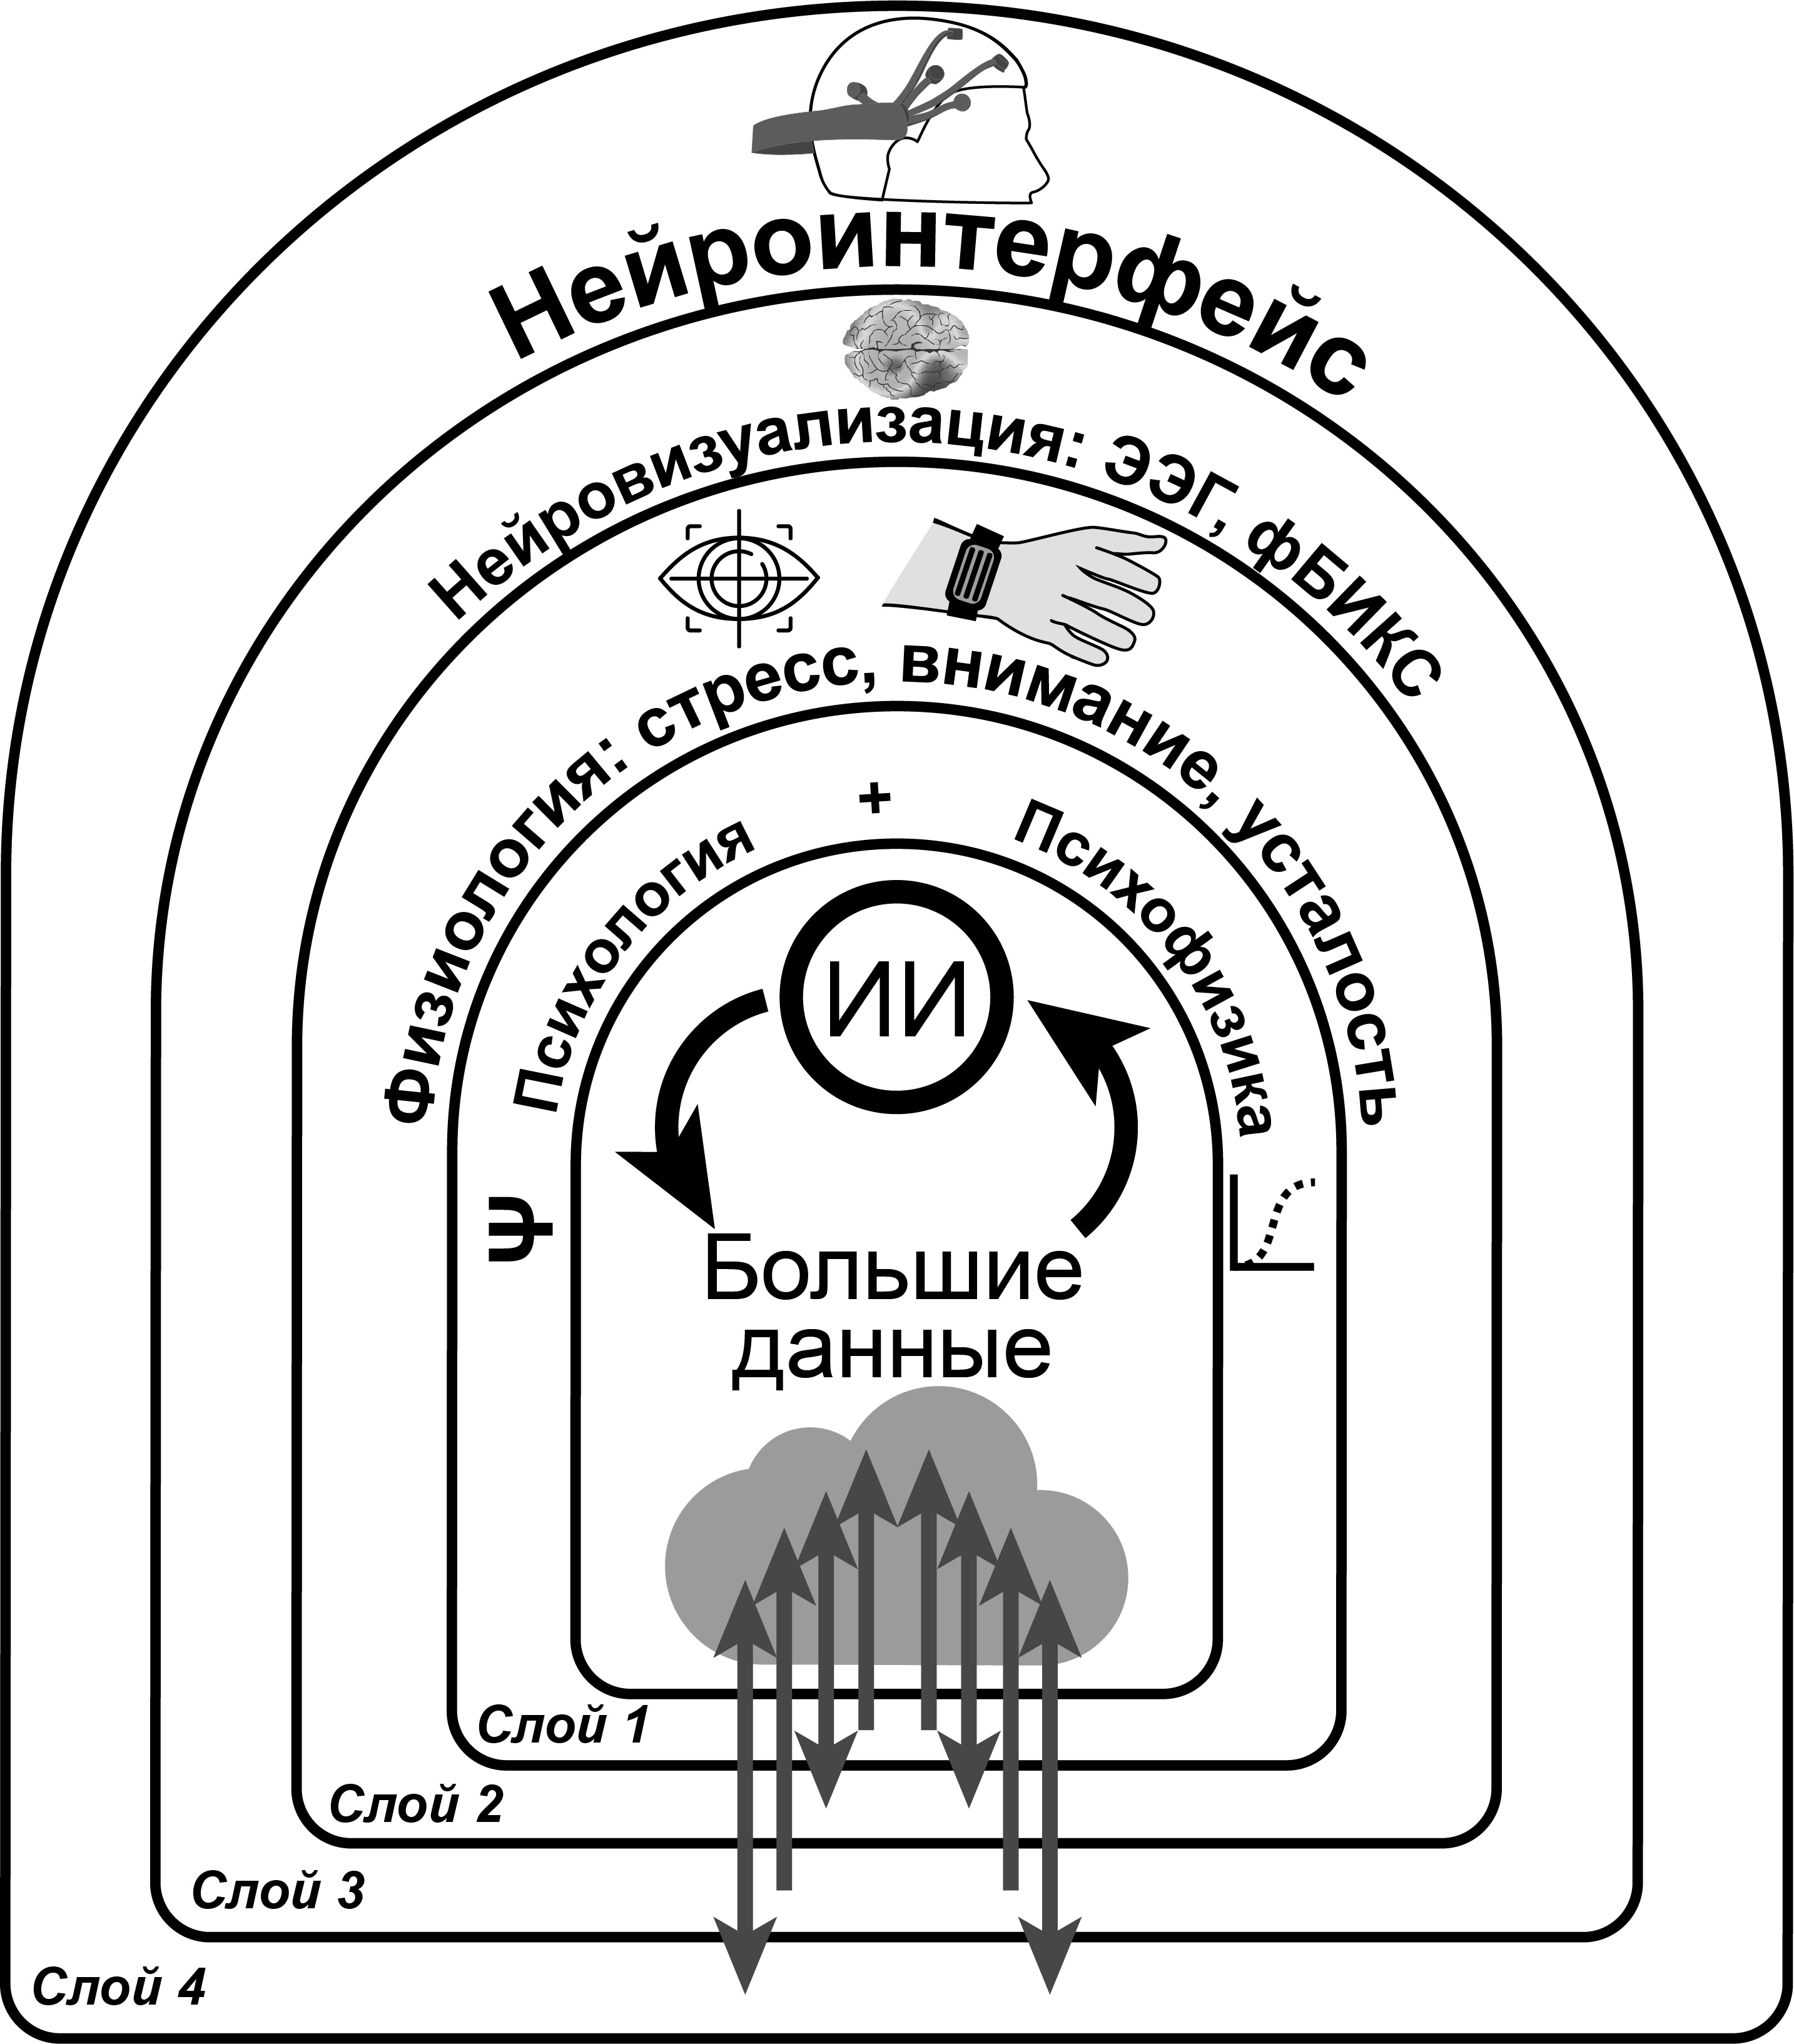 Нейроинтерфейс
Нейровизуализация: ЭЭГ, фБИКС
Физиология: стресс, внимание, усталость
Психология + Психофизика
ИИ
Ψ
Большие
данные
Слой 1
Слой 2
Слой 3
Слой 4